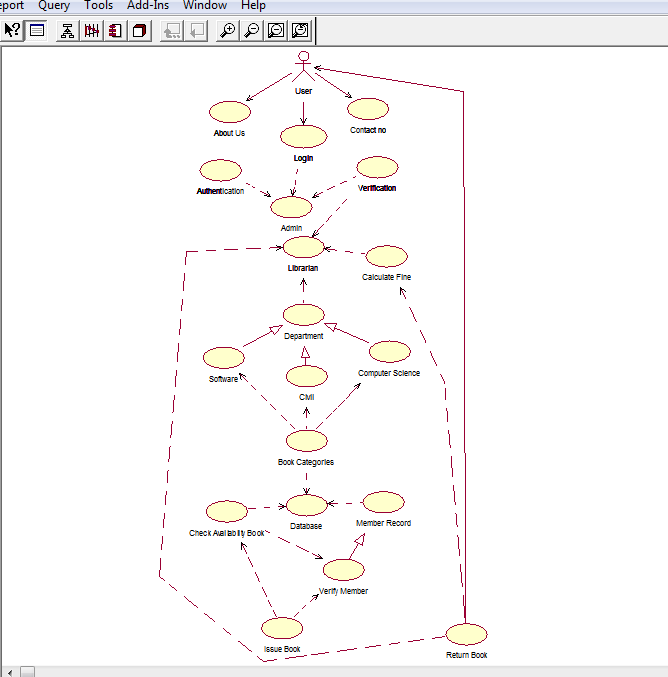 eport Query Tools Add-Ins Window Help
User
About Us
Contact no
Login
Authentication
Verification
Admin
Librarian
Calculate Fine
Department
Software
Computer Science
Civil
Book Categories
Database
Member Record
Check Availablity Book
Verify Member
Issue Book
Return Book